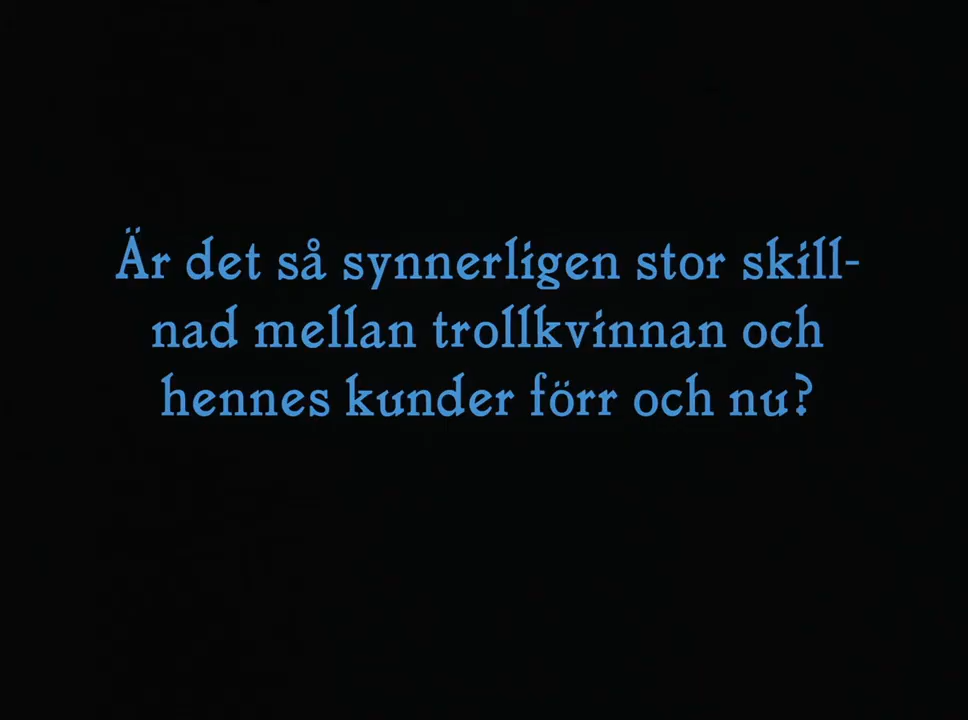 Är det så synnerligen stor skill-
nad mellan trollkvinnan och
hennes kunder förr och nu?